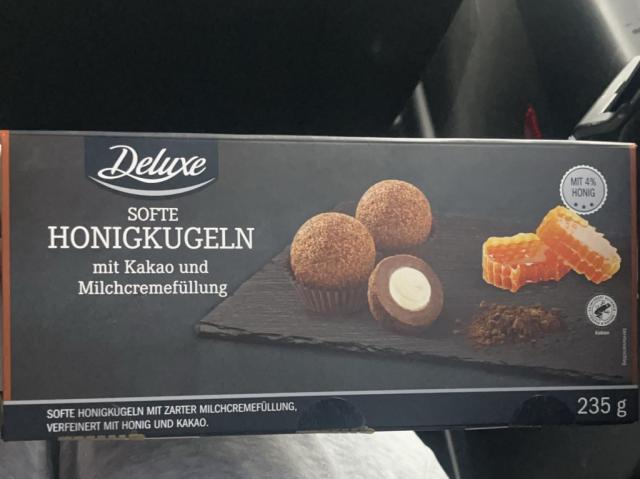 Deluxe
SOFTE
HONIGKUGELN
mit Kakao und
Milchcremefüllung
MIT 4%
HONIG
Kakao
SOFTE HONIGKUGELN MIT ZARTER MILCHCREMEFÜLLUNG,
VERFEINERT MIT HONIG UND KAKAO.
235 g